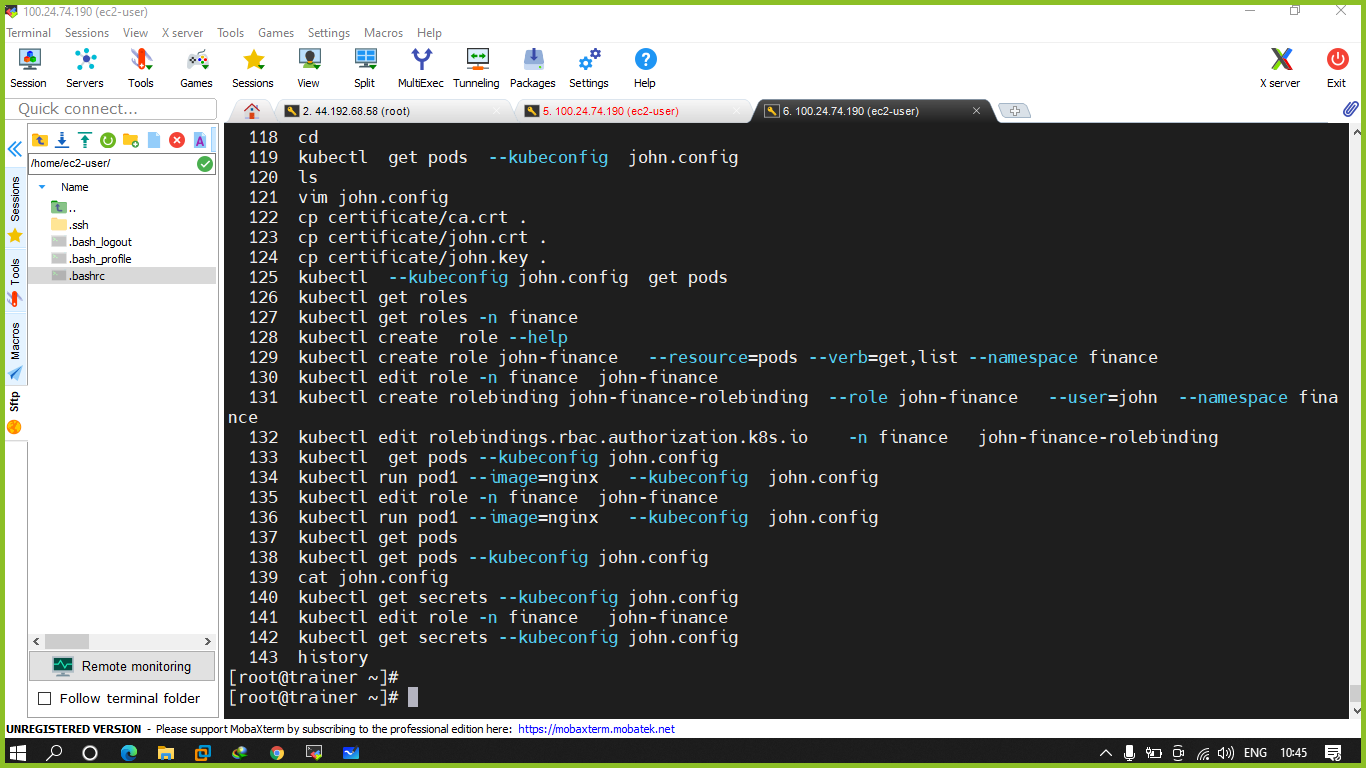 100.24.74.190 (ec2-user)
Terminal Sessions View X server Tools Games Settings Macros Help
Session Servers Tools Games Sessions View Split MultiExec Tunneling Packages Settings Help X server Exit
Quick connect...
2. 44.192.68.58 (root)
5. 100.24.74.190 (ec2-user)
6. 100.24.74.190 (ec2-user)
/home/ec2-user/
Name
..
.ssh
.bash_logout
.bash_profile
.bashrc
Sessions
Tools
Macros
Sftp
Remote monitoring
Follow terminal folder
118 cd
119 kubectl  get pods  --kubeconfig  john.config
120 ls
121 vim john.config
122 cp certificate/ca.crt .
123 cp certificate/john.crt .
124 cp certificate/john.key .
125 kubectl  --kubeconfig john.config  get pods
126 kubectl get roles
127 kubectl get roles -n finance
128 kubectl create  role --help
129 kubectl create role john-finance   --resource=pods --verb=get,list --namespace finance
130 kubectl edit role -n finance  john-finance
131 kubectl create rolebinding john-finance-rolebinding  --role john-finance   --user=john  --namespace fina
nce
132 kubectl edit rolebindings.rbac.authorization.k8s.io    -n finance   john-finance-rolebinding
133 kubectl  get pods --kubeconfig john.config
134 kubectl run pod1 --image=nginx   --kubeconfig  john.config
135 kubectl edit role -n finance  john-finance
136 kubectl run pod1 --image=nginx   --kubeconfig  john.config
137 kubectl get pods
138 kubectl get pods --kubeconfig john.config
139 cat john.config
140 kubectl get secrets --kubeconfig john.config
141 kubectl edit role -n finance   john-finance
142 kubectl get secrets --kubeconfig john.config
143 history
[root@trainer ~]#
[root@trainer ~]#
UNREGISTERED VERSION - Please support MobaXterm by subscribing to the professional edition here: https://mobaxterm.mobatek.net
ENG 10:45